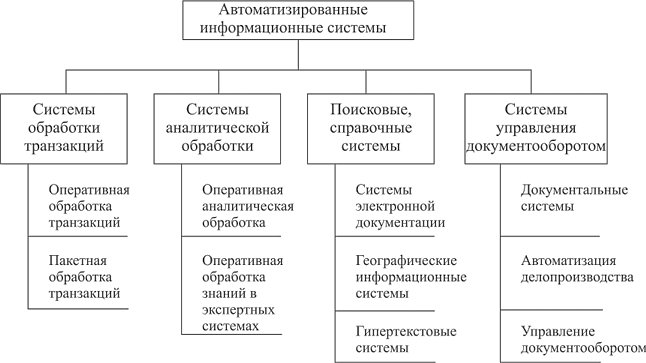 Автоматизированные
информационные системы
Системы
обработки
транзакций
Системы
аналитической
обработки
Поисковые,
справочные
системы
Системы
управления
документооборотом
Оперативная
обработка
транзакций
Пакетная
обработка
транзакций
Оперативная
аналитическая
обработка
Оперативная
обработка
знаний в
экспертных
системах
Системы
электронной
документации
Географические
информационные
системы
Гипертекстовые
системы
Документальные
системы
Автоматизация
делопроизводства
Управление
документооборотом